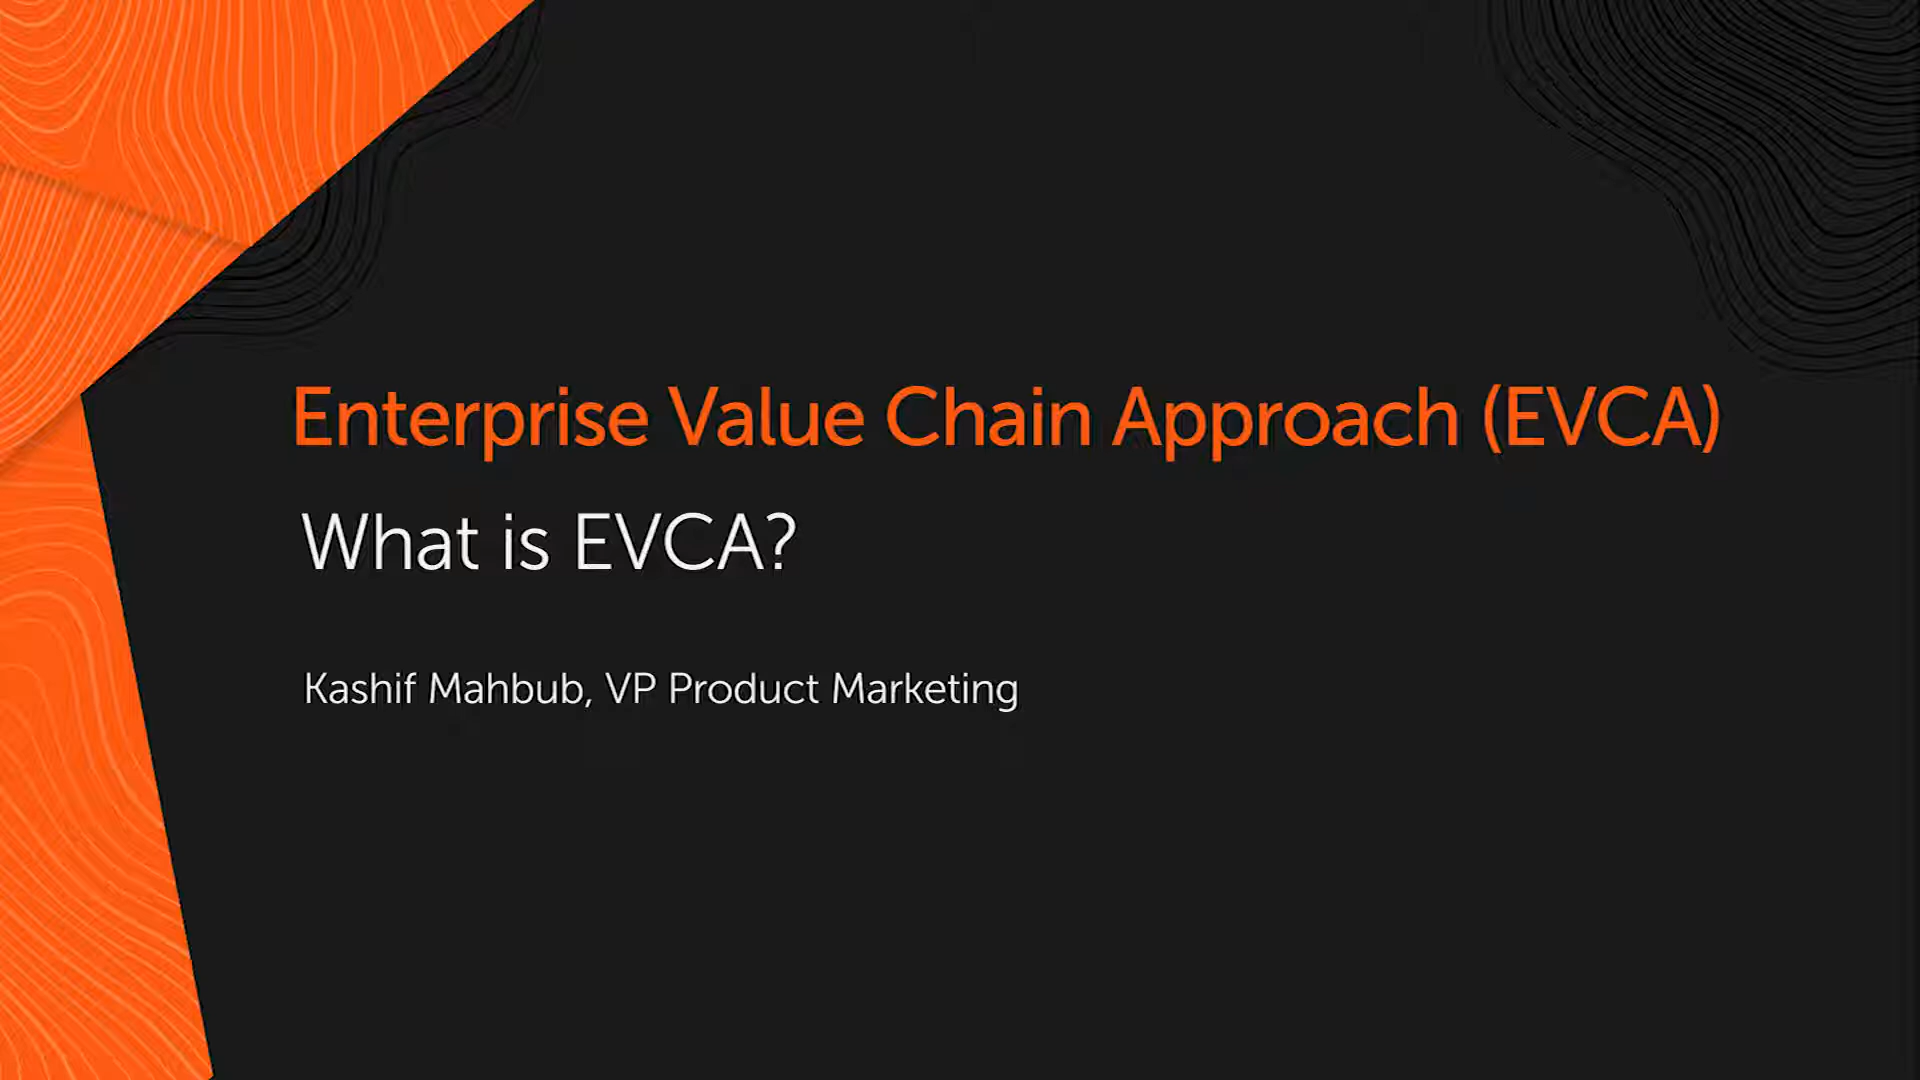 Enterprise Value Chain Approach (EVCA)
What is EVCA?
Kashif Mahbub, VP Product Marketing